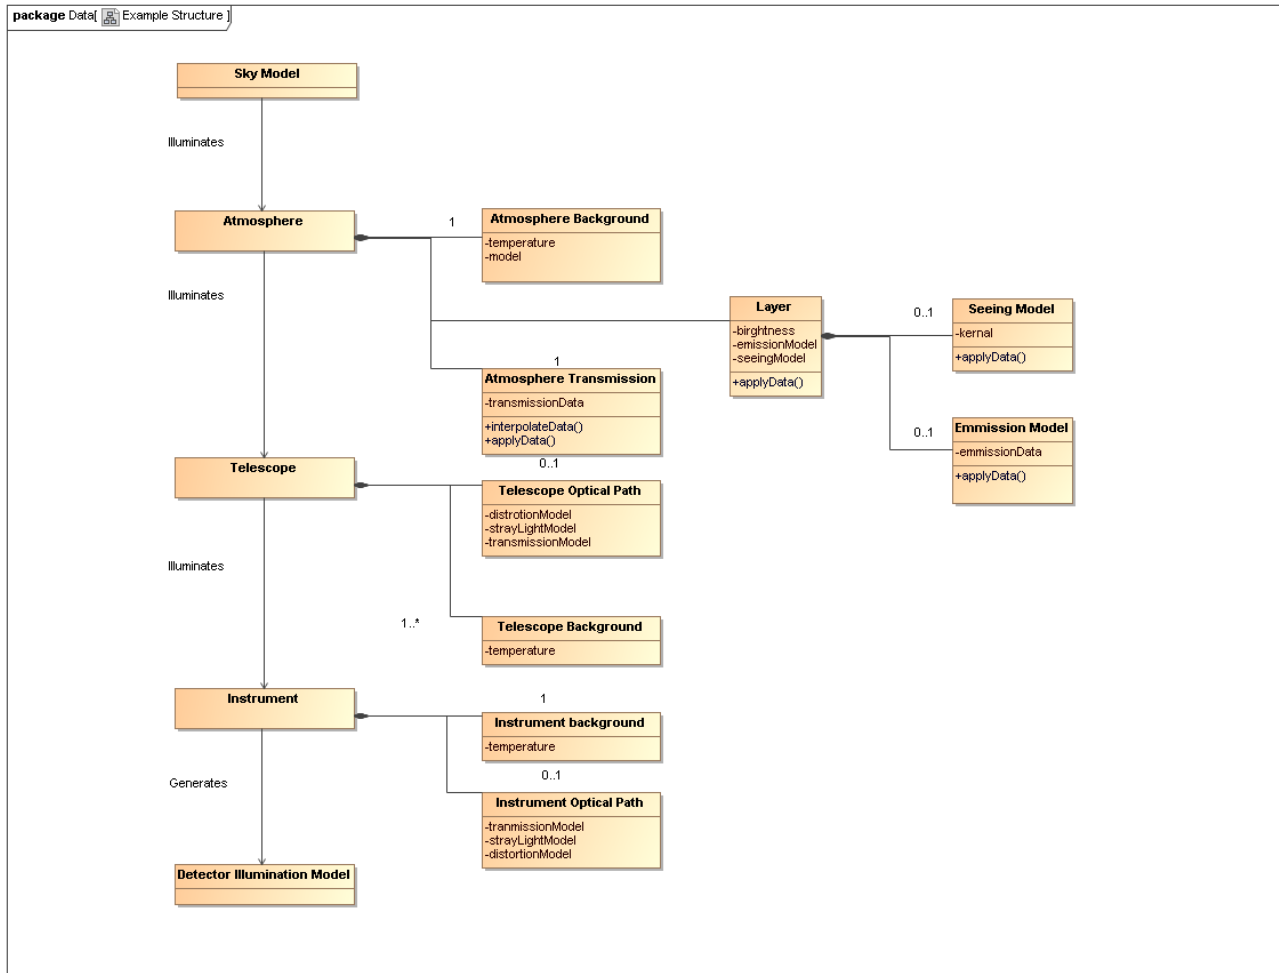 package Data[ Example Structure ]
Sky Model
Illuminates
Atmosphere
1
Atmosphere Background
-temperature
-model
Illuminates
Layer
-birghtness
-emissionModel
-seeingModel
+applyData()
0..1
Seeing Model
-kernal
+applyData()
1
Atmosphere Transmission
-transmissionData
+interpolateData()
+applyData()
0..1
Emmission Model
-emmissionData
+applyData()
Telescope
0..1
Telescope Optical Path
-distrotionModel
-strayLightModel
-transmissionModel
Illuminates
1..*
Telescope Background
-temperature
Instrument
1
Instrument background
-temperature
Generates
0..1
Instrument Optical Path
-tranmissionModel
-strayLightModel
-distortionModel
Detector Illumination Model